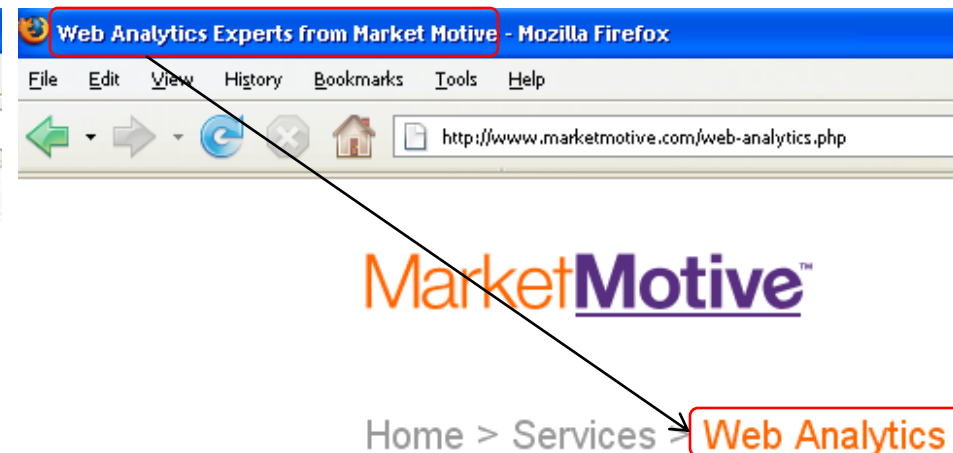 Web Analytics Experts from Market Motive - Mozilla Firefox
File Edit View History Bookmarks Tools Help
http://www.marketmotive.com/web-analytics.php
MarketMotive™
Home > Services > Web Analytics